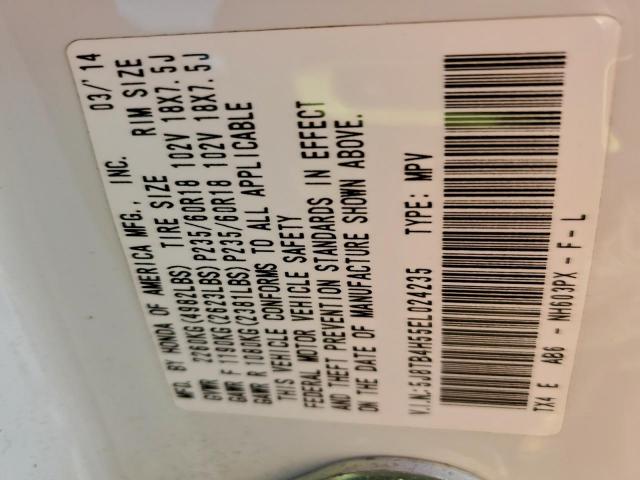 MFD. BY HONDA OF AMERICA MFG., INC. 03/'14
TIRE SIZE RIM SIZE
GVWR 2260KG(4982LBS)
GAWR F 1190KG(2623LBS) P235/60R18 102V 18X7.5J
GAWR R 1080KG(2381LBS) P235/60R18 102V 18X7.5J
THIS VEHICLE CONFORMS TO ALL APPLICABLE
FEDERAL MOTOR VEHICLE SAFETY
AND THEFT PREVENTION STANDARDS IN EFFECT
ON THE DATE OF MANUFACTURE SHOWN ABOVE.
V.I.N.:5J8TB4H55EL024235 TYPE: MPV
TX4 E AB6 - NH603PX - F - L